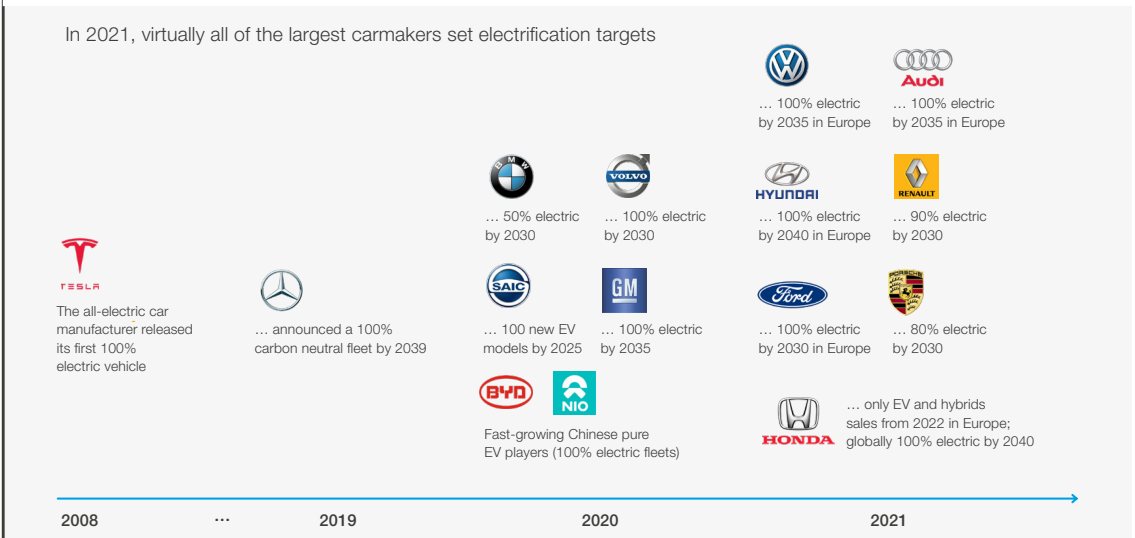 In 2021, virtually all of the largest carmakers set electrification targets
Audi
… 100% electric
by 2035 in Europe
… 100% electric
by 2035 in Europe
BMW
VOLVO
HYUNDAI
RENAULT
… 50% electric
by 2030
… 100% electric
by 2030
… 100% electric
by 2040 in Europe
… 90% electric
by 2030
TESLA
The all-electric car
manufacturer released
its first 100%
electric vehicle
… announced a 100%
carbon neutral fleet by 2039
SAIC
GM
Ford
PORSCHE
… 100 new EV
models by 2025
… 100% electric
by 2035
… 100% electric
by 2030 in Europe
… 80% electric
by 2030
BYD
NIO
Fast-growing Chinese pure
EV players (100% electric fleets)
HONDA
… only EV and hybrids
sales from 2022 in Europe;
globally 100% electric by 2040
2008 … 2019 2020 2021